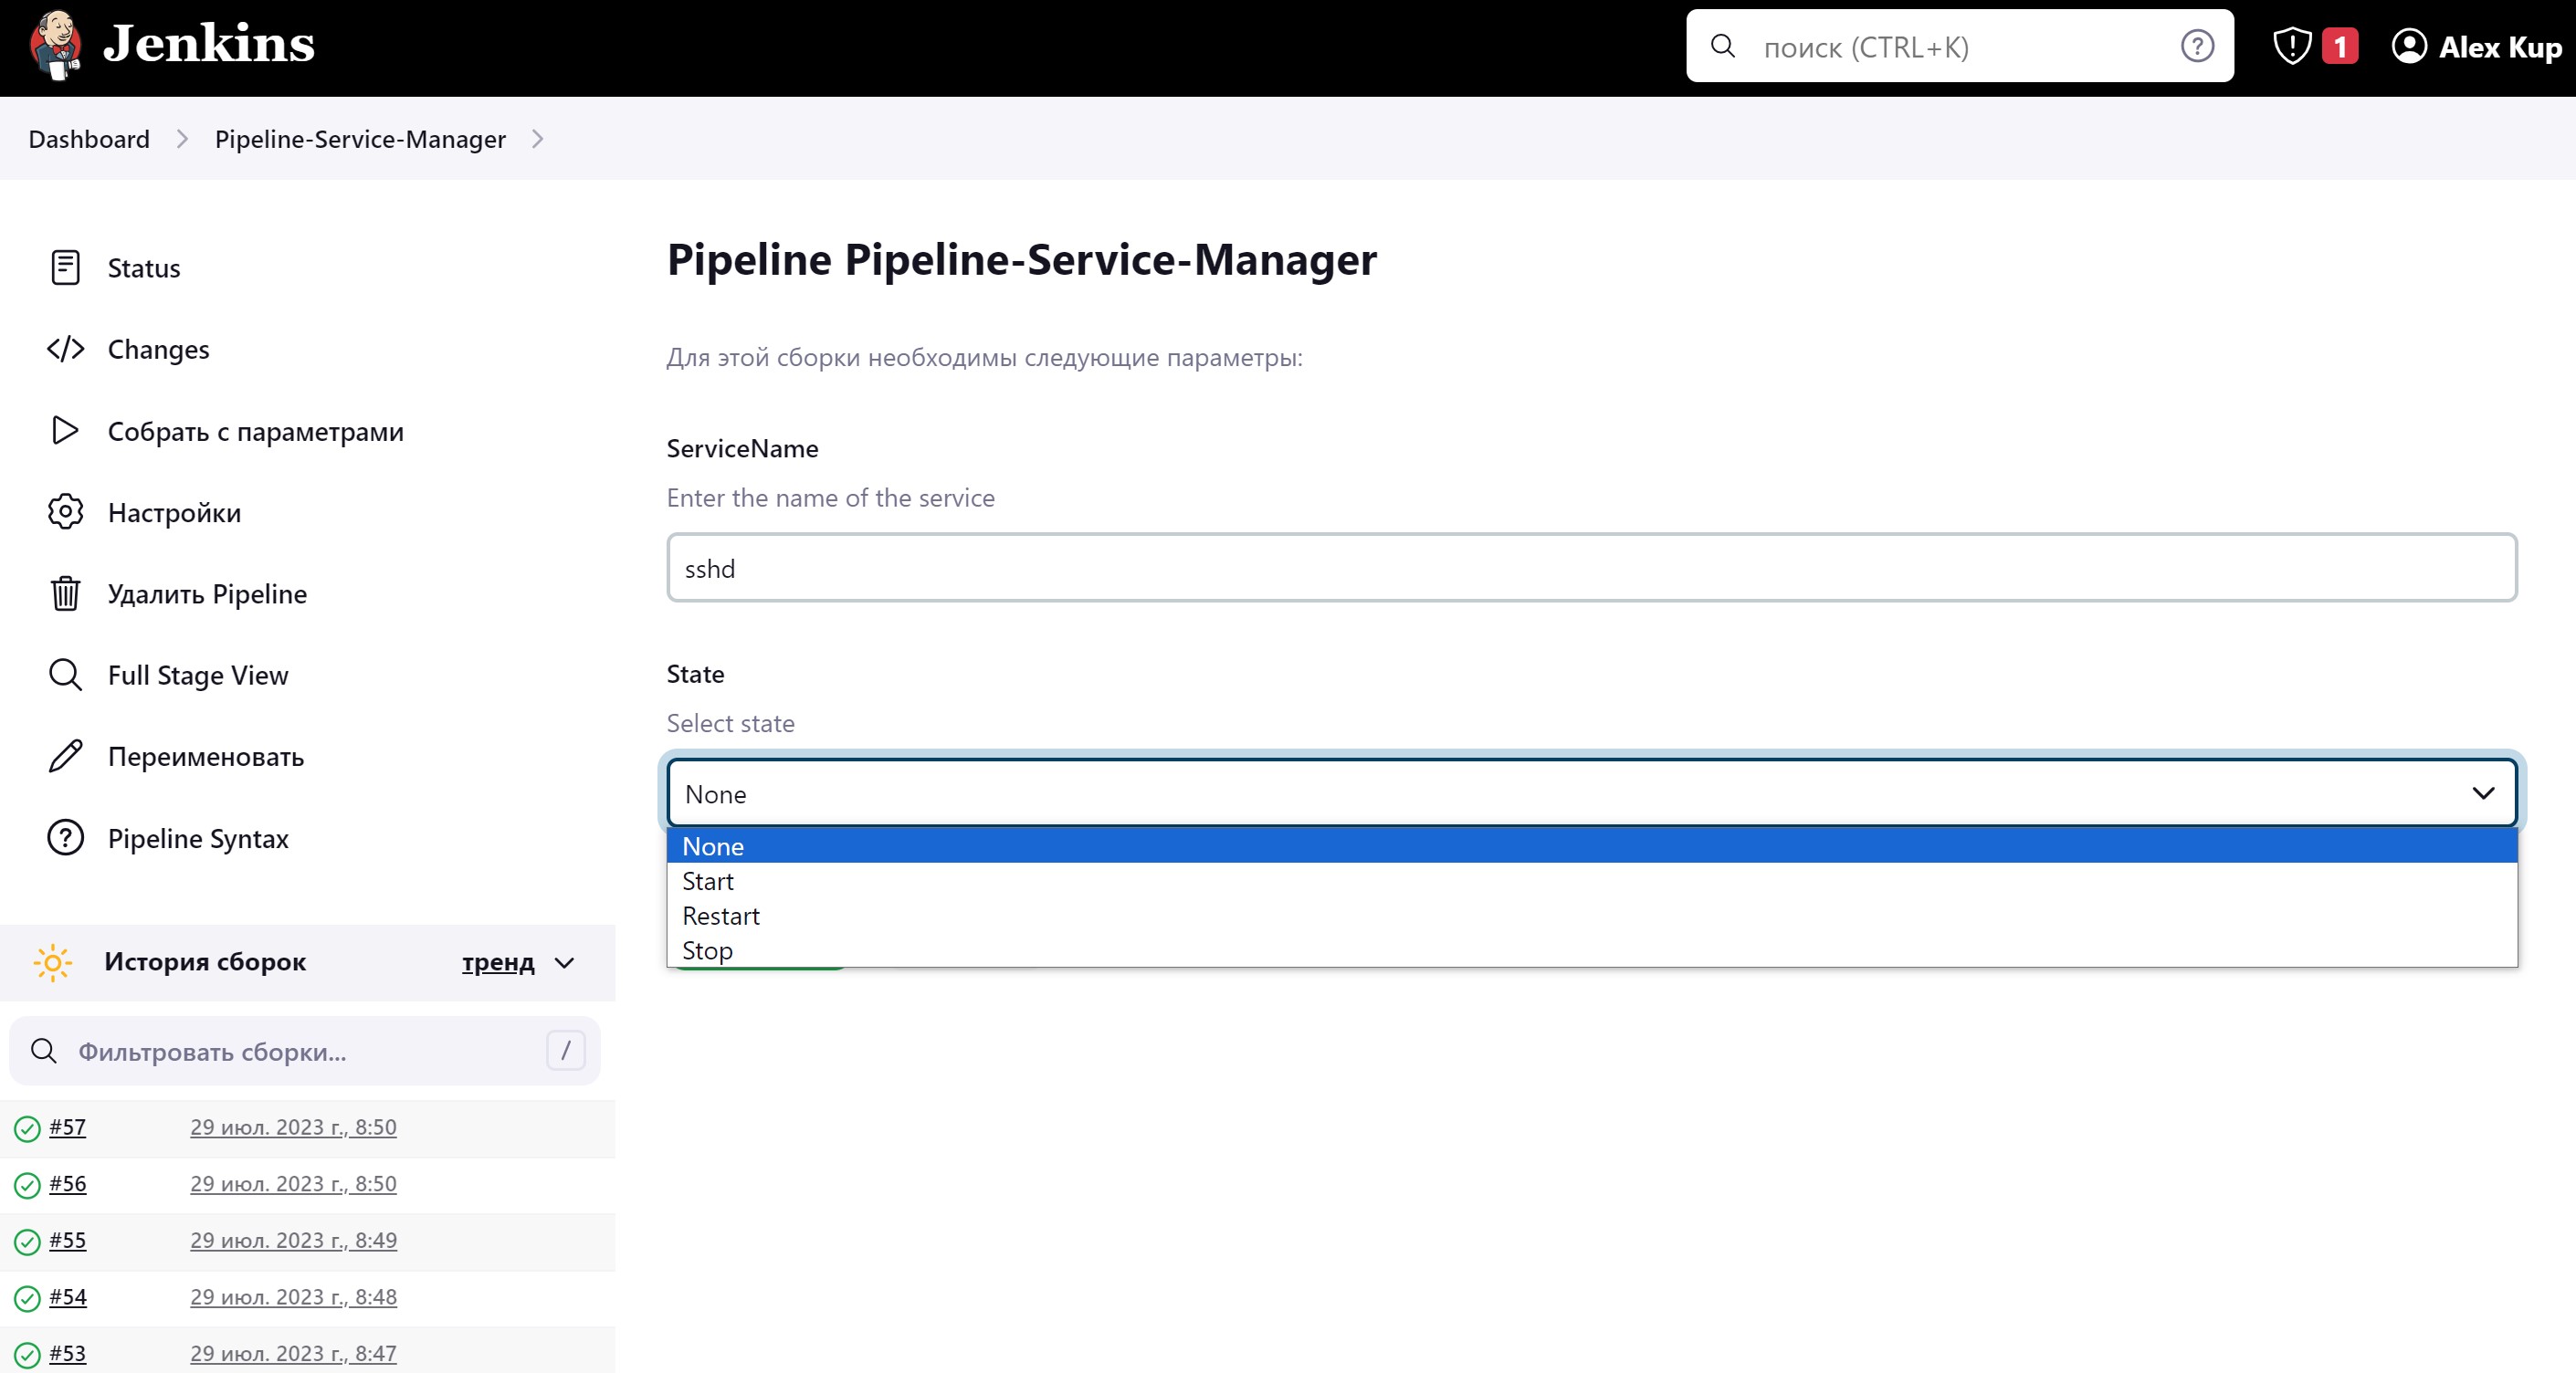 Jenkins
поиск (CTRL+K)
1
Alex Kup
Dashboard
Pipeline-Service-Manager
Status
Changes
Собрать с параметрами
Настройки
Удалить Pipeline
Full Stage View
Переименовать
Pipeline Syntax
История сборок
тренд
Фильтровать сборки...
/
#57 29 июл. 2023 г., 8:50
#56 29 июл. 2023 г., 8:50
#55 29 июл. 2023 г., 8:49
#54 29 июл. 2023 г., 8:48
#53 29 июл. 2023 г., 8:47
Pipeline Pipeline-Service-Manager
Для этой сборки необходимы следующие параметры:
ServiceName
Enter the name of the service
sshd
State
Select state
None
None
Start
Restart
Stop